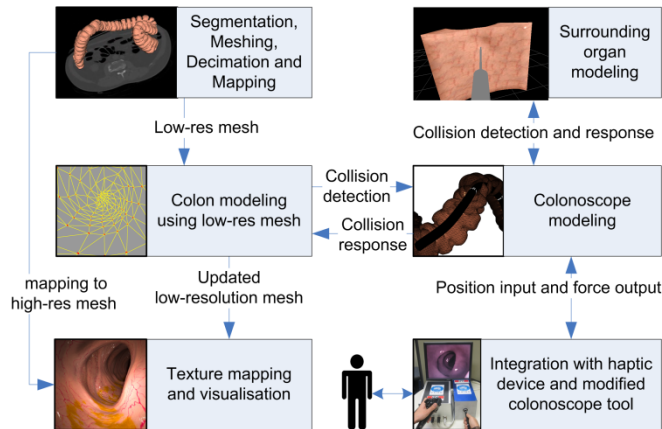 Segmentation,
Meshing,
Decimation and
Mapping
Surrounding
organ modeling
Low-res mesh
Collision detection and response
Colon modeling
using low-res mesh
Collision
detection
Collision
response
Colonoscope
modeling
mapping to
high-res mesh
Updated
low-resolution mesh
Position input and force output
Texture mapping
and visualisation
Integration with haptic
device and modified
colonoscope tool